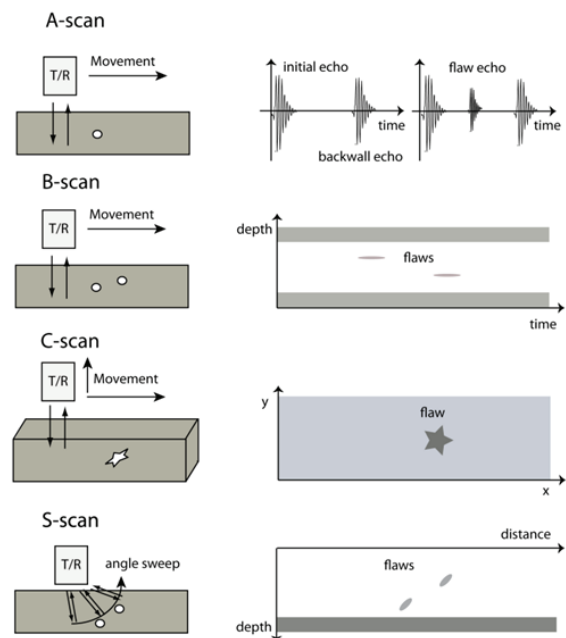 A-scan
T/R
Movement
initial echo
time
backwall echo
flaw echo
time
B-scan
T/R
Movement
depth
flaws
time
C-scan
T/R
Movement
y
flaw
x
S-scan
T/R
angle sweep
distance
flaws
depth